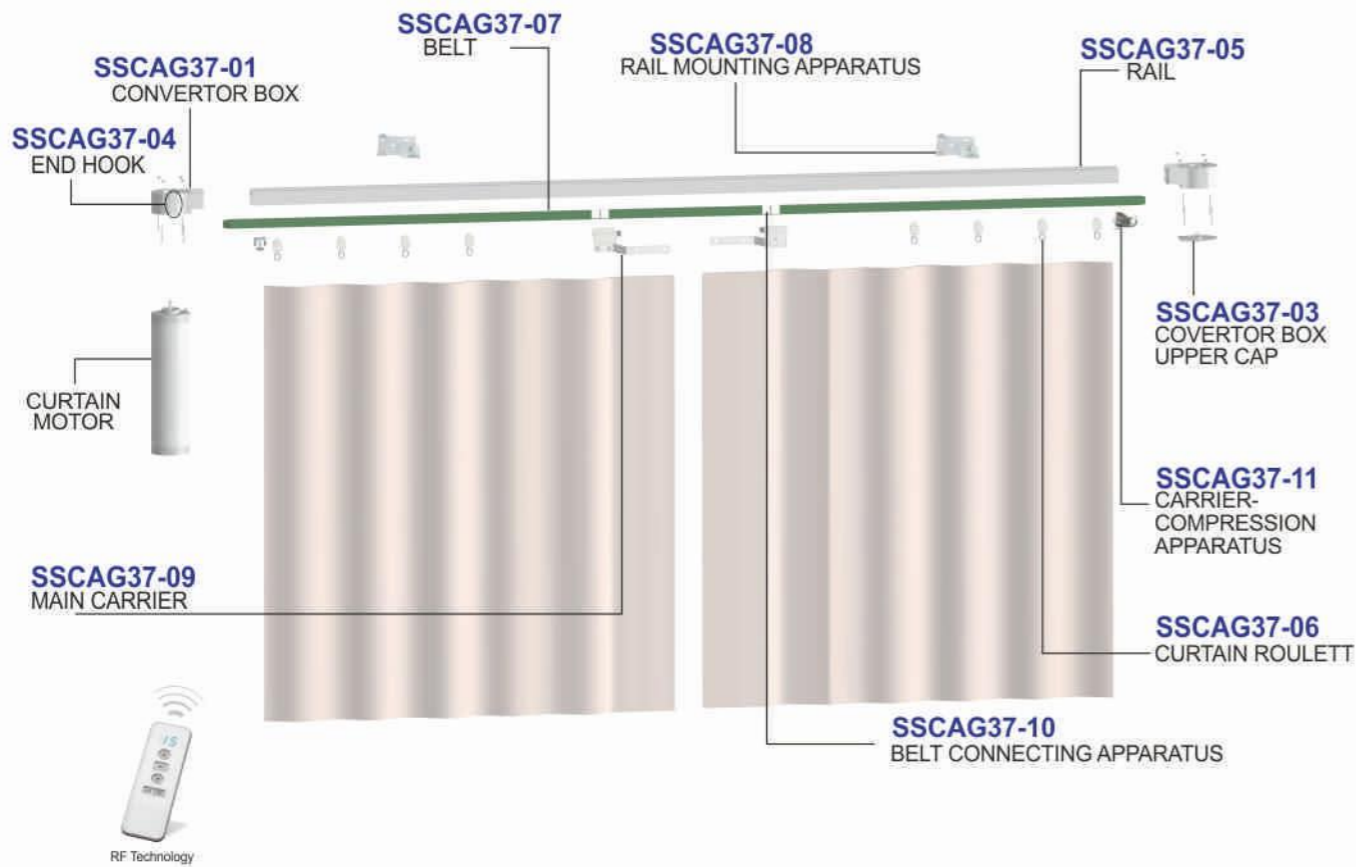 SSCAG37-07
BELT
SSCAG37-08
RAIL MOUNTING APPARATUS
SSCAG37-05
RAIL
SSCAG37-01
CONVERTOR BOX
SSCAG37-04
END HOOK
SSCAG37-03
COVERTOR BOX
UPPER CAP
CURTAIN
MOTOR
SSCAG37-11
CARRIER-
COMPRESSION
APPARATUS
SSCAG37-09
MAIN CARRIER
SSCAG37-06
CURTAIN ROULETT
SSCAG37-10
BELT CONNECTING APPARATUS
15
RF Technology